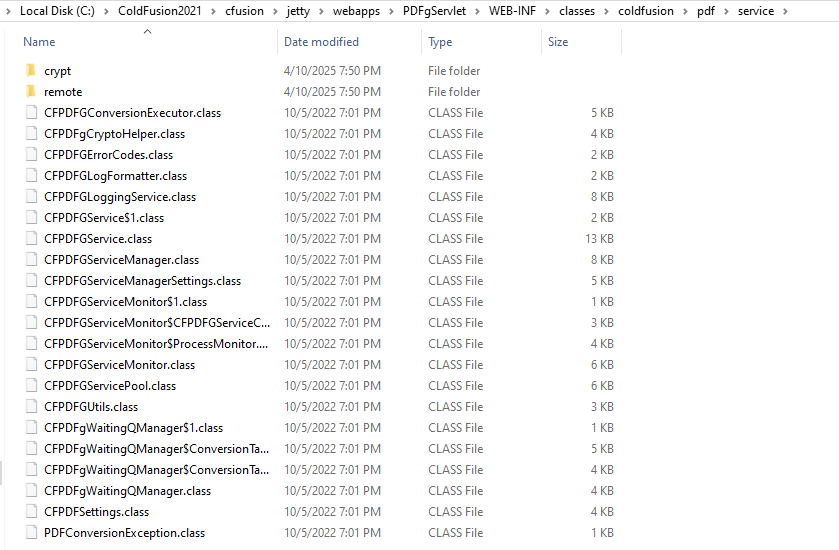 Local Disk (C:) > ColdFusion2021 > cfusion > jetty > webapps > PDFgServlet > WEB-INF > classes > coldfusion > pdf > service >
Name Date modified Type Size
crypt 4/10/2025 7:50 PM File folder
remote 4/10/2025 7:50 PM File folder
CFPDFGConversionExecutor.class 10/5/2022 7:01 PM CLASS File 5 KB
CFPDFgCryptoHelper.class 10/5/2022 7:01 PM CLASS File 4 KB
CFPDFGErrorCodes.class 10/5/2022 7:01 PM CLASS File 2 KB
CFPDFGLogFormatter.class 10/5/2022 7:01 PM CLASS File 2 KB
CFPDFGLoggingService.class 10/5/2022 7:01 PM CLASS File 8 KB
CFPDFGService$1.class 10/5/2022 7:01 PM CLASS File 2 KB
CFPDFGService.class 10/5/2022 7:01 PM CLASS File 13 KB
CFPDFGServiceManager.class 10/5/2022 7:01 PM CLASS File 8 KB
CFPDFGServiceManagerSettings.class 10/5/2022 7:01 PM CLASS File 5 KB
CFPDFGServiceMonitor$1.class 10/5/2022 7:01 PM CLASS File 1 KB
CFPDFGServiceMonitor$CFPDFGServiceC... 10/5/2022 7:01 PM CLASS File 3 KB
CFPDFGServiceMonitor$ProcessMonitor.... 10/5/2022 7:01 PM CLASS File 4 KB
CFPDFGServiceMonitor.class 10/5/2022 7:01 PM CLASS File 6 KB
CFPDFGServicePool.class 10/5/2022 7:01 PM CLASS File 6 KB
CFPDFGUtils.class 10/5/2022 7:01 PM CLASS File 3 KB
CFPDFgWaitingQManager$1.class 10/5/2022 7:01 PM CLASS File 1 KB
CFPDFgWaitingQManager$ConversionTa... 10/5/2022 7:01 PM CLASS File 5 KB
CFPDFgWaitingQManager$ConversionTa... 10/5/2022 7:01 PM CLASS File 4 KB
CFPDFgWaitingQManager.class 10/5/2022 7:01 PM CLASS File 4 KB
CFPDFSettings.class 10/5/2022 7:01 PM CLASS File 4 KB
PDFConversionException.class 10/5/2022 7:01 PM CLASS File 1 KB